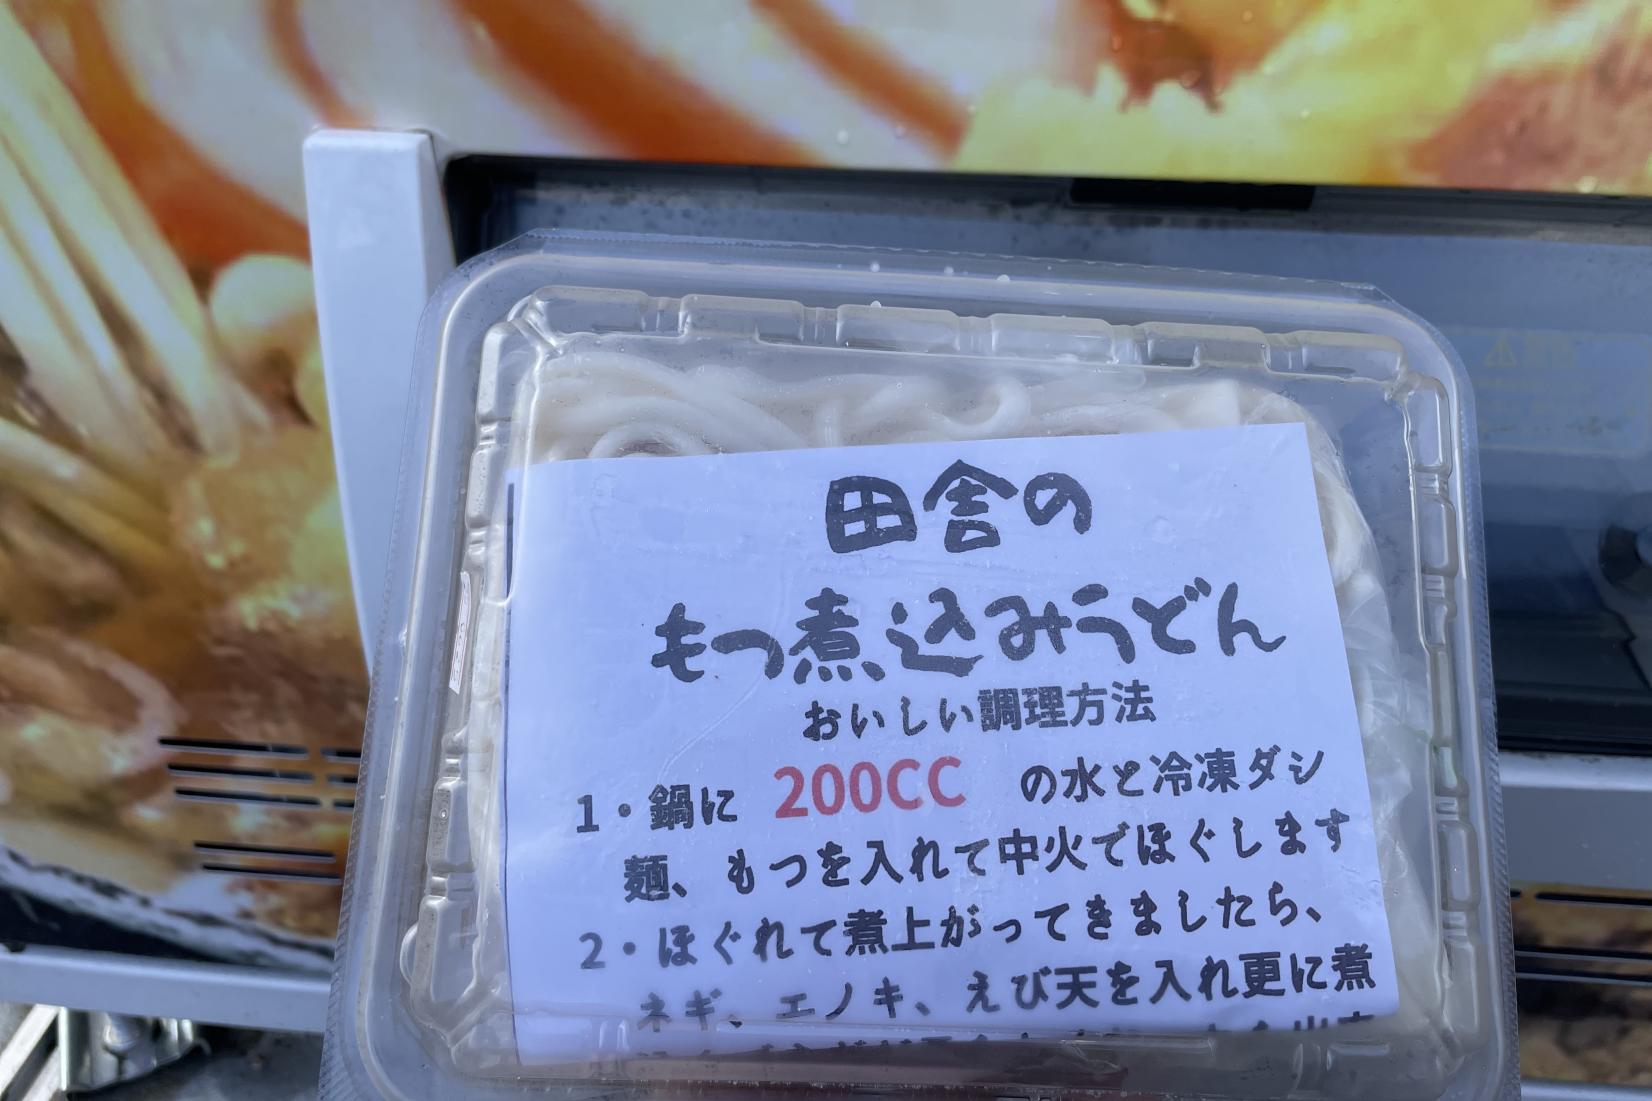 田舎の
もつ煮込みうどん
おいしい調理方法
1・鍋に 200CC の水と冷凍ダシ
麺、もつを入れて中火でほぐします
2・ほぐれて煮上がってきましたら、
ネギ、エノキ、えび天を入れ更に煮